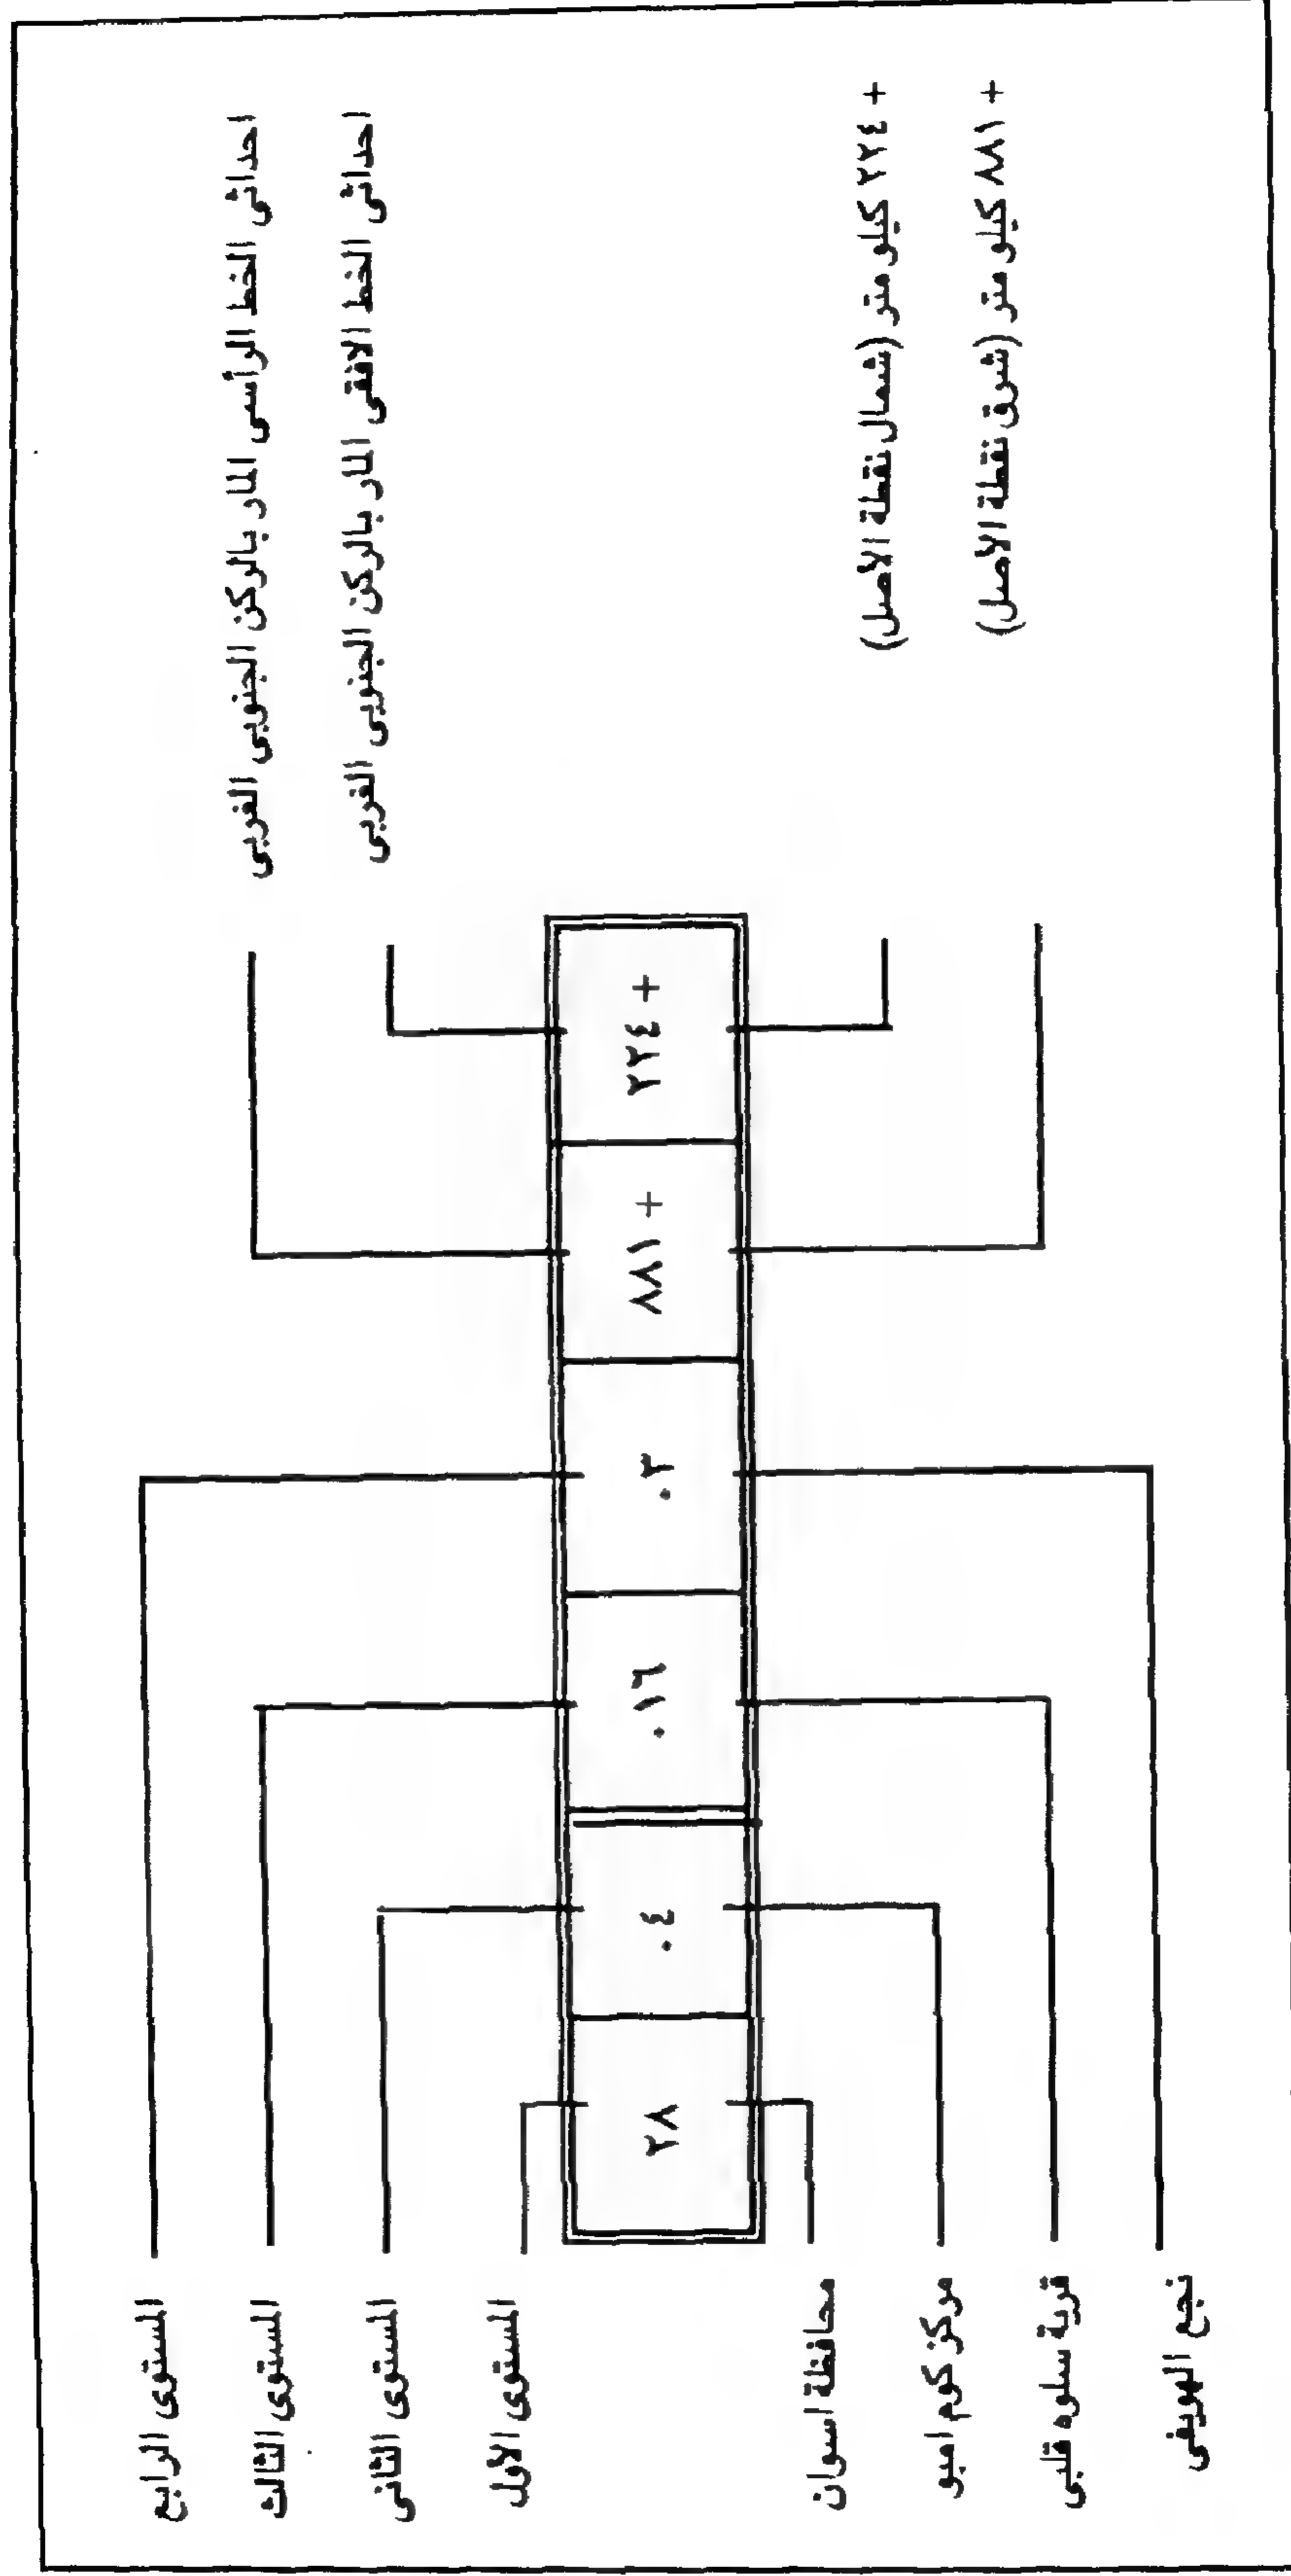 المستوى الرابع
المستوى الثالث
المستوى الثانى
المستوى الأول
احداثى الخط الرأسى المار بالركن الجنوبى الغربى
احداثى الخط الافقى المار بالركن الجنوبى الغربى
٢٨
٠٤
٠١٦
٠٣
٨٨١ +
٢٢٤ +
محافظة اسوان
مركز كوم امبو
قرية سلوه قلبى
نجع الهويفى
+ ٢٢٤ كيلو متر (شمال نقطة الأصل)
+ ٨٨١ كيلو متر (شرق نقطة الأصل)